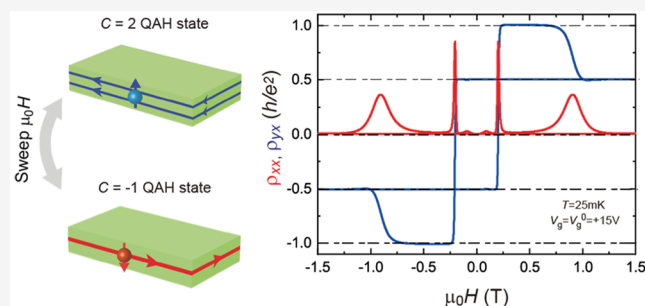 C = 2 QAH state
Sweep μ₀H
C = -1 QAH state
ρxx, ρyx (h/e²)
1.0
0.5
0.0
-0.5
-1.0
T=25mK
Vg=Vg⁰=+15V
-1.5 -1.0 -0.5 0.0 0.5 1.0 1.5
μ₀H (T)